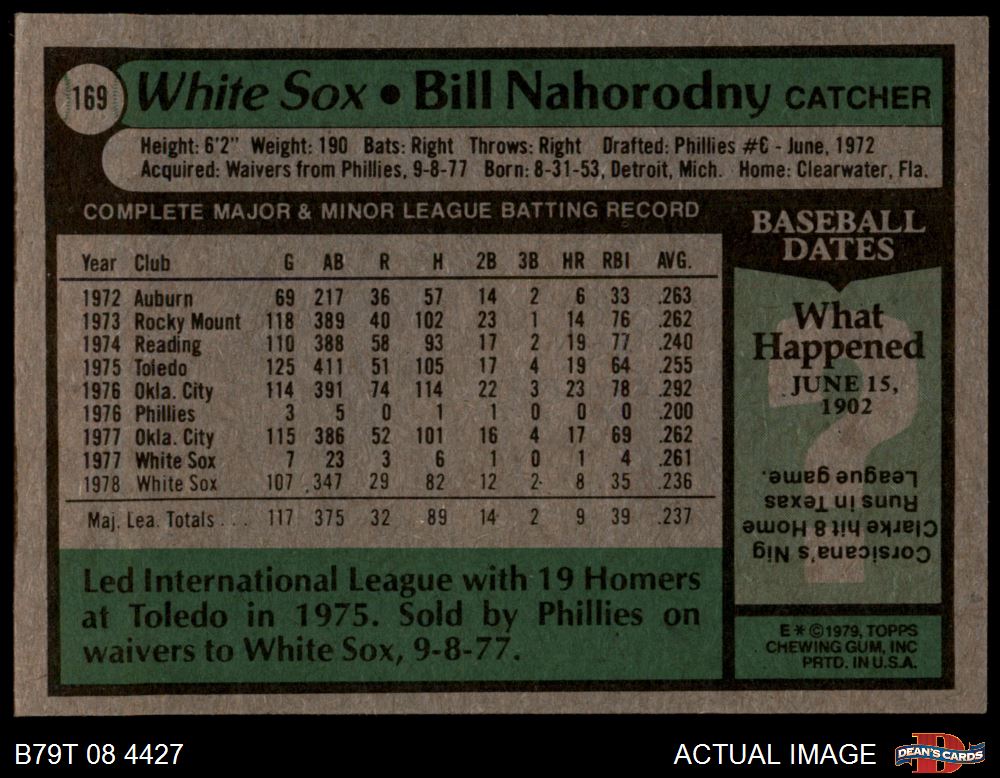 169 White Sox • Bill Nahorodny CATCHER
Height: 6'2" Weight: 190 Bats: Right Throws: Right Drafted: Phillies #6 - June, 1972
Acquired: Waivers from Phillies, 9-8-77 Born: 8-31-53, Detroit, Mich. Home: Clearwater, Fla.
COMPLETE MAJOR & MINOR LEAGUE BATTING RECORD
Year Club G AB R H 2B 3B HR RBI AVG.
1972 Auburn 69 217 36 57 14 2 6 33 .263
1973 Rocky Mount 118 389 40 102 23 1 14 76 .262
1974 Reading 110 388 58 93 17 2 19 77 .240
1975 Toledo 125 411 51 105 17 4 19 64 .255
1976 Okla. City 114 391 74 114 22 3 23 78 .292
1976 Phillies 3 5 0 1 1 0 0 0 .200
1977 Okla. City 115 386 52 101 16 4 17 69 .262
1977 White Sox 7 23 3 6 1 0 1 4 .261
1978 White Sox 107 347 29 82 12 2 8 35 .236
Maj. Lea. Totals . . . 117 375 32 89 14 2 9 39 .237
Led International League with 19 Homers
at Toledo in 1975. Sold by Phillies on
waivers to White Sox, 9-8-77.
BASEBALL
DATES
What
Happened
JUNE 15,
1902
?
Corsicana's Nig
Clarke hit 8 Home
Runs in Texas
League game.
E * © 1979, TOPPS
CHEWING GUM, INC
PRTD. IN U.S.A.
B79T 08 4427
ACTUAL IMAGE
DEAN'S CARDS